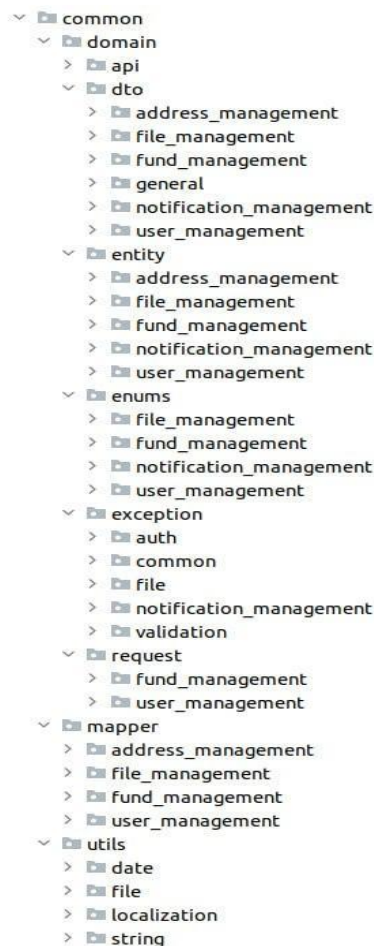 common
domain
api
dto
address_management
file_management
fund_management
general
notification_management
user_management
entity
address_management
file_management
fund_management
notification_management
user_management
enums
file_management
fund_management
notification_management
user_management
exception
auth
common
file
notification_management
validation
request
fund_management
user_management
mapper
address_management
file_management
fund_management
user_management
utils
date
file
localization
string